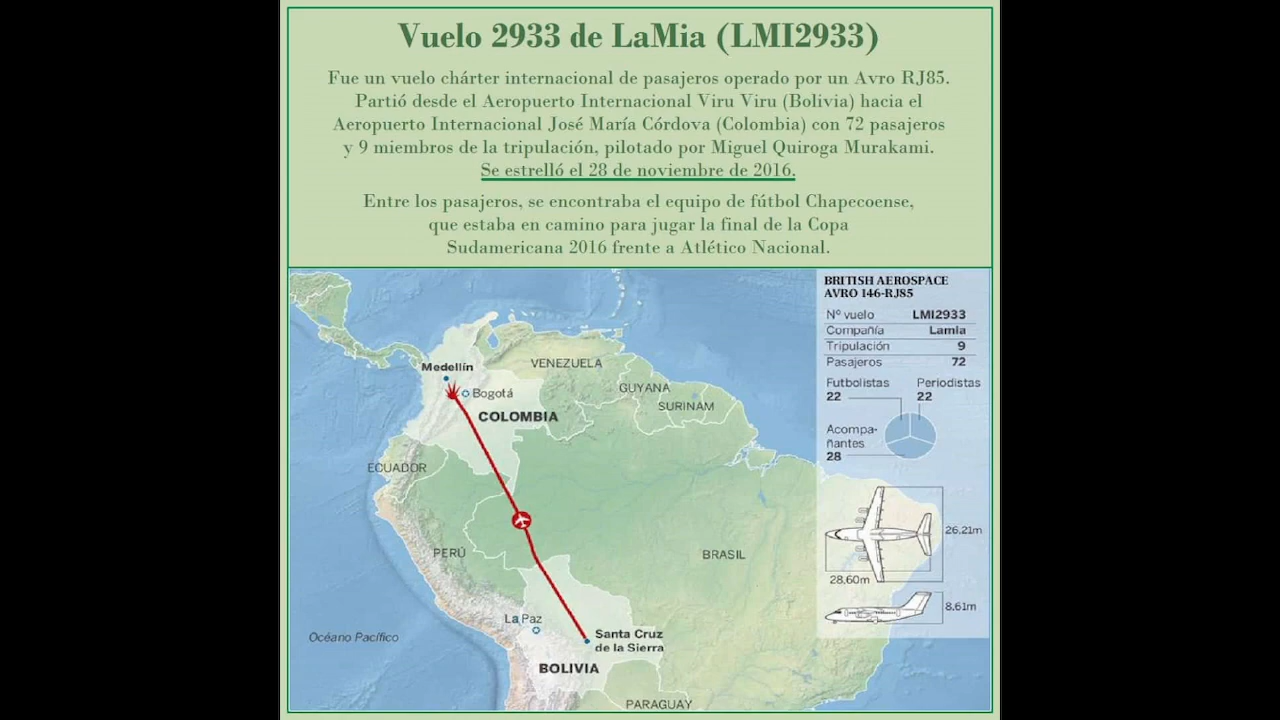 Vuelo 2933 de LaMia (LMI2933)
Fue un vuelo chárter internacional de pasajeros operado por un Avro RJ85.
Partió desde el Aeropuerto Internacional Viru Viru (Bolivia) hacia el
Aeropuerto Internacional José María Córdova (Colombia) con 72 pasajeros
y 9 miembros de la tripulación, pilotado por Miguel Quiroga Murakami.
Se estrelló el 28 de noviembre de 2016.
Entre los pasajeros, se encontraba el equipo de fútbol Chapecoense,
que estaba en camino para jugar la final de la Copa
Sudamericana 2016 frente a Atlético Nacional.
BRITISH AEROSPACE
AVRO 146-RJ85
Nº vuelo LMI2933
Compañía Lamia
Tripulación 9
Pasajeros 72
Futbolistas
22
Periodistas
22
Acompa-
ñantes
28
26.21m
28.60m
8.61m
Medellín
Bogotá
COLOMBIA
VENEZUELA
GUYANA
SURINAM
ECUADOR
PERÚ
BRASIL
La Paz
Santa Cruz
de la Sierra
Océano Pacífico
BOLIVIA
PARAGUAY